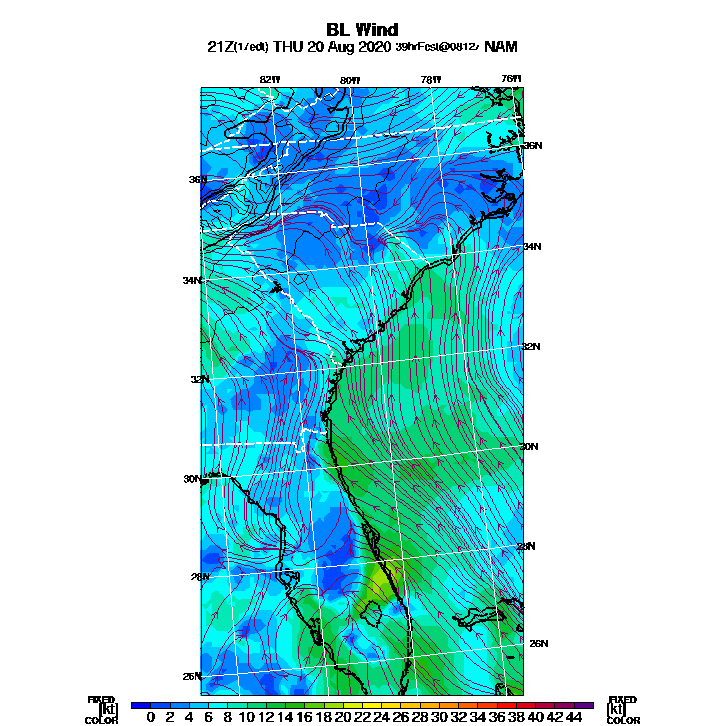 BL Wind
21Z(17edt) THU 20 Aug 2020 39hrFcst@0812z NAM
82W 80W 78W 76W
36N
36N
34N
34N
32N
32N
30N
30N
28N
28N
26N
26N
FIXED FIXED
[kt] 0 2 4 6 8 10 12 14 16 18 20 22 24 26 28 30 32 34 36 38 40 42 44 [kt]
COLOR COLOR